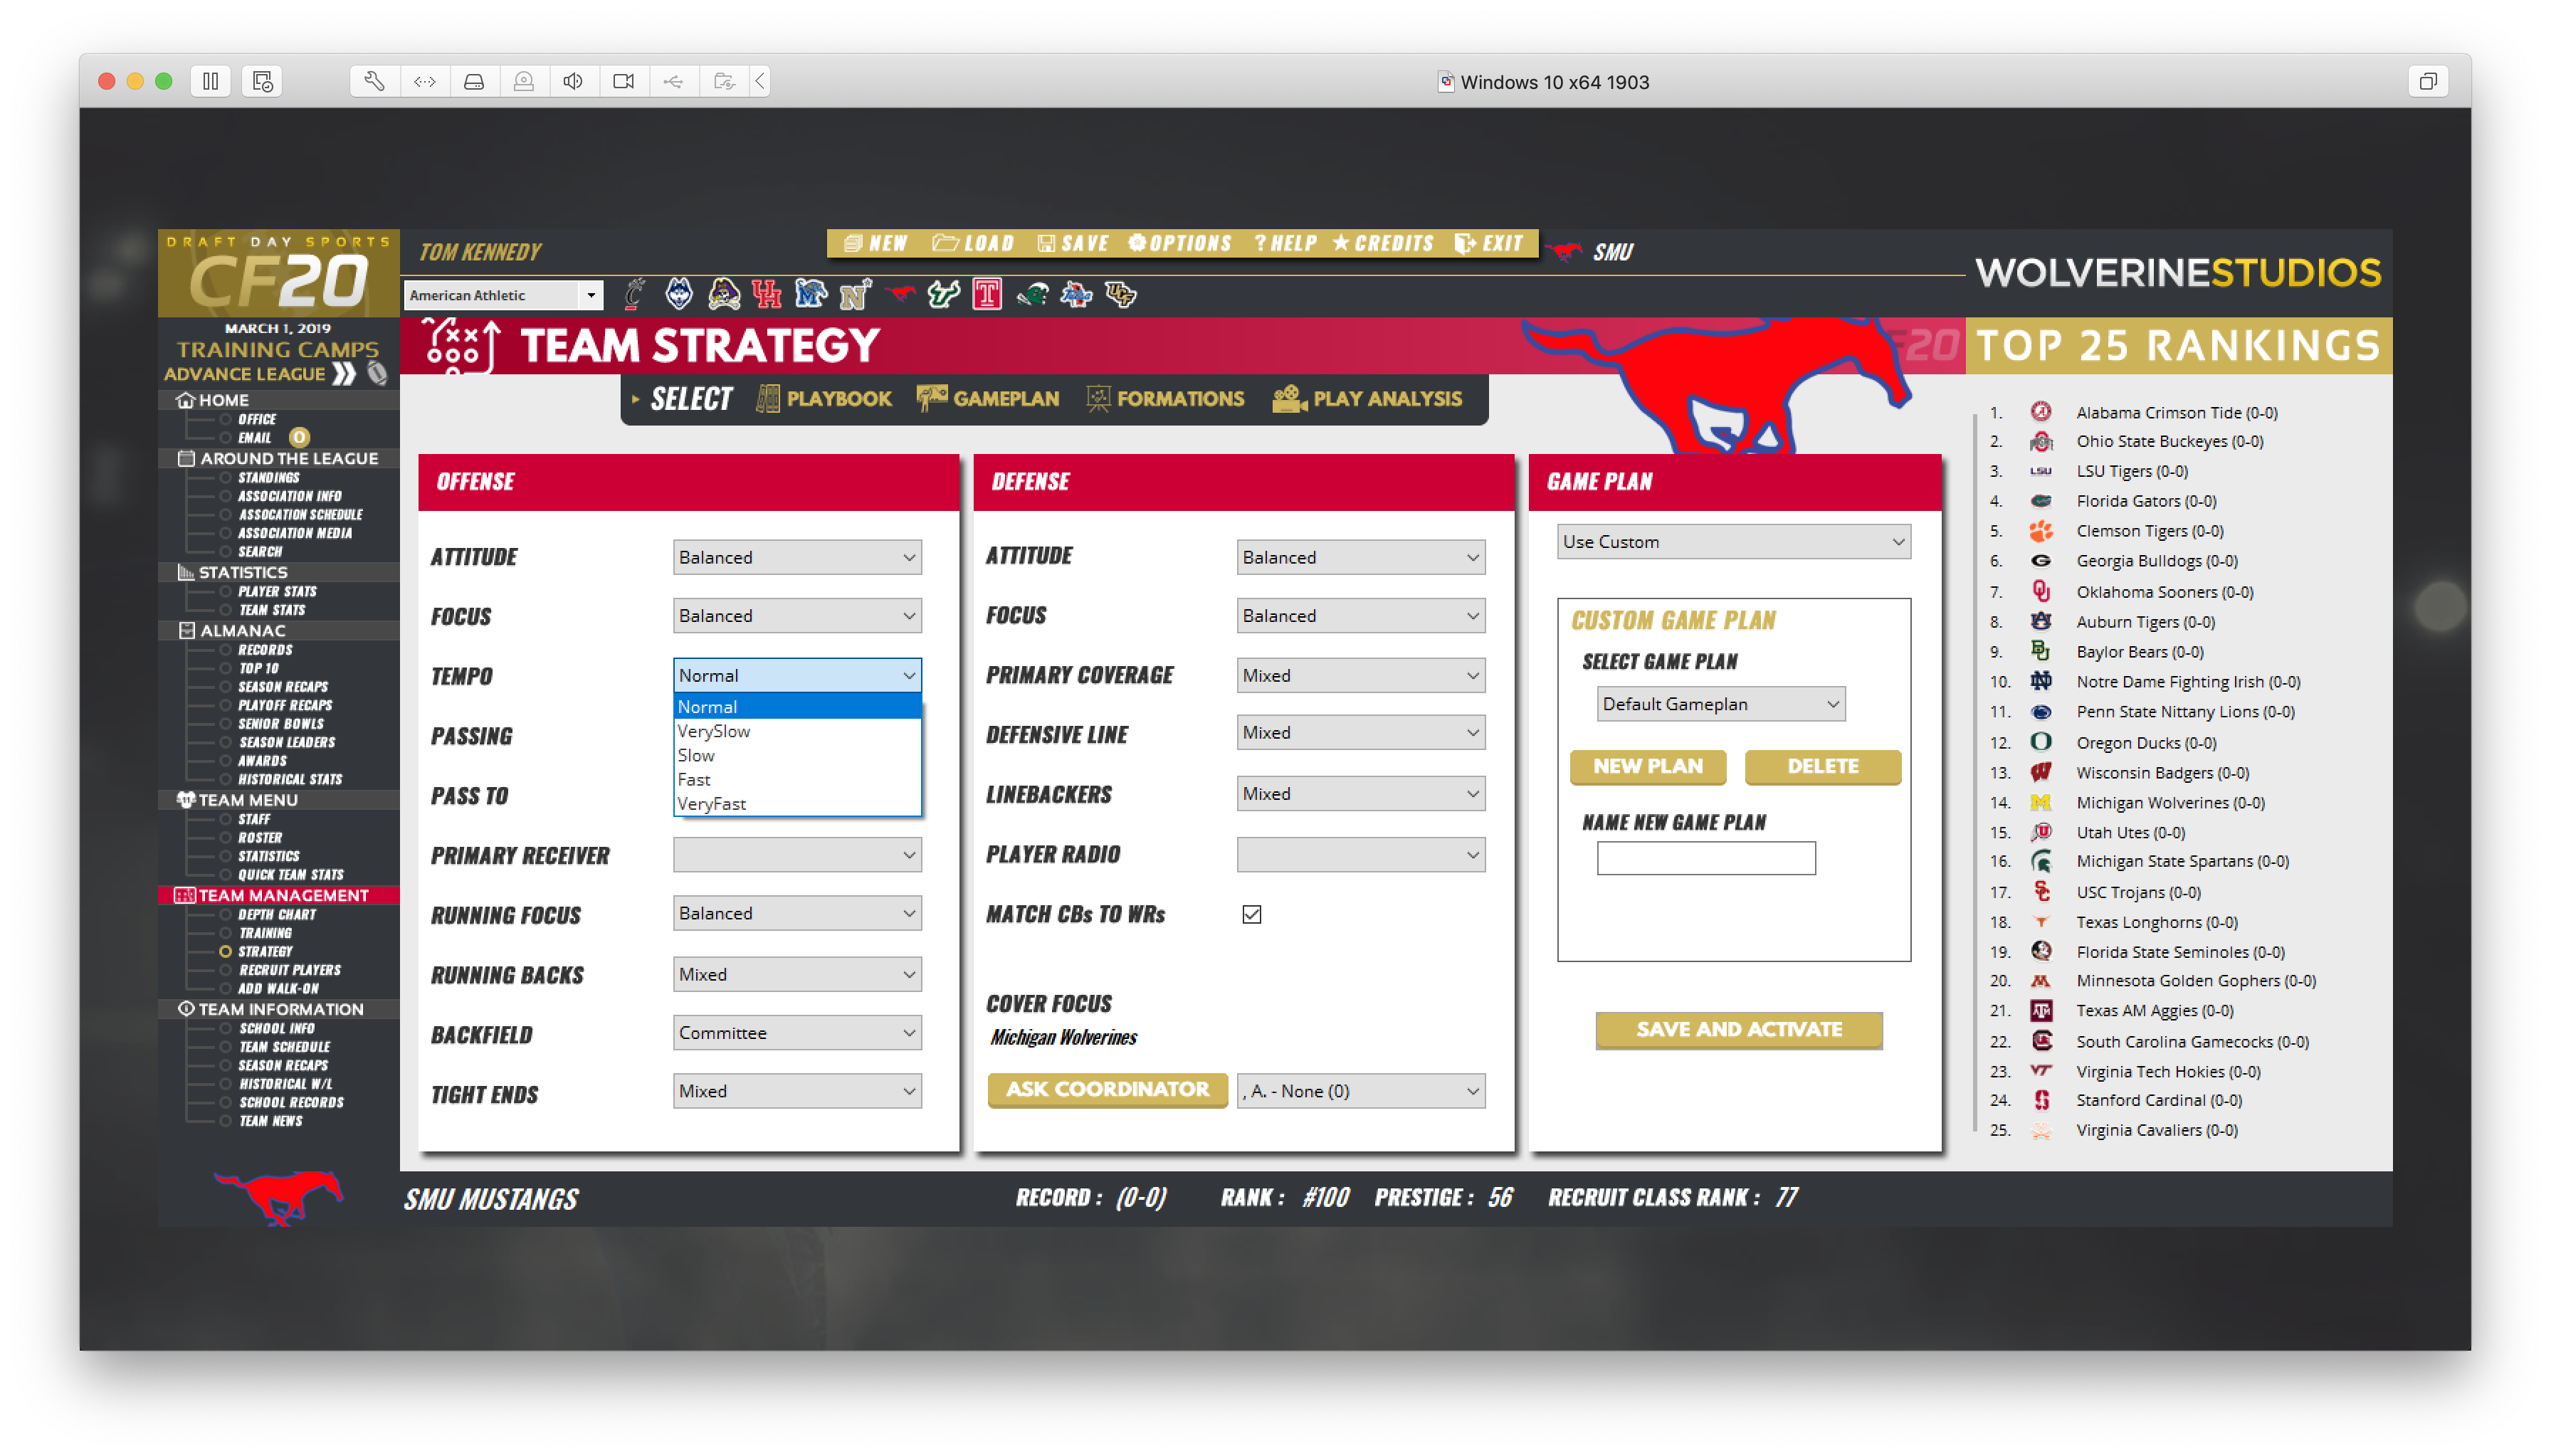 Windows 10 x64 1903
DRAFT DAY SPORTS
CF20
TOM KENNEDY
NEW LOAD SAVE OPTIONS ? HELP CREDITS EXIT
SMU
WOLVERINESTUDIOS
American Athletic
MARCH 1, 2019
TRAINING CAMPS
ADVANCE LEAGUE
TEAM STRATEGY
CF20
TOP 25 RANKINGS
SELECT PLAYBOOK GAMEPLAN FORMATIONS PLAY ANALYSIS
HOME
OFFICE
EMAIL 0
AROUND THE LEAGUE
STANDINGS
ASSOCIATION INFO
ASSOCATION SCHEDULE
ASSOCIATION MEDIA
SEARCH
STATISTICS
PLAYER STATS
TEAM STATS
ALMANAC
RECORDS
TOP 10
SEASON RECAPS
PLAYOFF RECAPS
SENIOR BOWLS
SEASON LEADERS
AWARDS
HISTORICAL STATS
TEAM MENU
STAFF
ROSTER
STATISTICS
QUICK TEAM STATS
TEAM MANAGEMENT
DEPTH CHART
TRAINING
STRATEGY
RECRUIT PLAYERS
ADD WALK-ON
TEAM INFORMATION
SCHOOL INFO
TEAM SCHEDULE
SEASON RECAPS
HISTORICAL W/L
SCHOOL RECORDS
TEAM NEWS
OFFENSE
ATTITUDE Balanced
FOCUS Balanced
TEMPO Normal
Normal
VerySlow
Slow
Fast
VeryFast
PASSING
PASS TO
PRIMARY RECEIVER
RUNNING FOCUS Balanced
RUNNING BACKS Mixed
BACKFIELD Committee
TIGHT ENDS Mixed
DEFENSE
ATTITUDE Balanced
FOCUS Balanced
PRIMARY COVERAGE Mixed
DEFENSIVE LINE Mixed
LINEBACKERS Mixed
PLAYER RADIO
MATCH CBs TO WRs
COVER FOCUS
Michigan Wolverines
ASK COORDINATOR , A. - None (0)
GAME PLAN
Use Custom
CUSTOM GAME PLAN
SELECT GAME PLAN
Default Gameplan
NEW PLAN DELETE
NAME NEW GAME PLAN
SAVE AND ACTIVATE
1. Alabama Crimson Tide (0-0)
2. Ohio State Buckeyes (0-0)
3. LSU LSU Tigers (0-0)
4. Florida Gators (0-0)
5. Clemson Tigers (0-0)
6. Georgia Bulldogs (0-0)
7. Oklahoma Sooners (0-0)
8. Auburn Tigers (0-0)
9. Baylor Bears (0-0)
10. Notre Dame Fighting Irish (0-0)
11. Penn State Nittany Lions (0-0)
12. Oregon Ducks (0-0)
13. Wisconsin Badgers (0-0)
14. Michigan Wolverines (0-0)
15. Utah Utes (0-0)
16. Michigan State Spartans (0-0)
17. USC Trojans (0-0)
18. Texas Longhorns (0-0)
19. Florida State Seminoles (0-0)
20. Minnesota Golden Gophers (0-0)
21. Texas AM Aggies (0-0)
22. South Carolina Gamecocks (0-0)
23. Virginia Tech Hokies (0-0)
24. Stanford Cardinal (0-0)
25. Virginia Cavaliers (0-0)
SMU MUSTANGS
RECORD : (0-0) RANK : #100 PRESTIGE : 56 RECRUIT CLASS RANK : 77